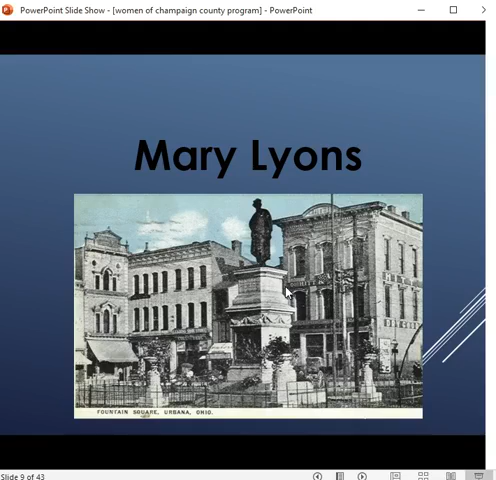 PowerPoint Slide Show - [women of champaign county program] - PowerPoint
Mary Lyons
FOUNTAIN SQUARE, URBANA, OHIO.
Slide 9 of 43